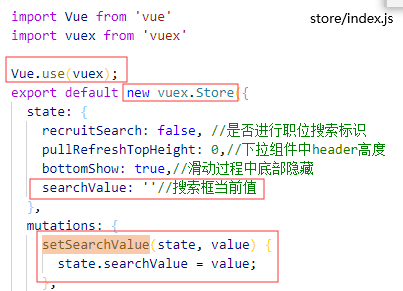 import Vue from 'vue'
store/index.js
import vuex from 'vuex'
Vue.use(vuex);
export default new vuex.Store({
state: {
recruitSearch: false, //是否进行职位搜索标识
pullRefreshTopHeight: 0,//下拉组件中header高度
bottomShow: true,//滑动过程中底部隐藏
searchValue: ''//搜索框当前值
},
mutations: {
setSearchValue(state, value) {
state.searchValue = value;
},